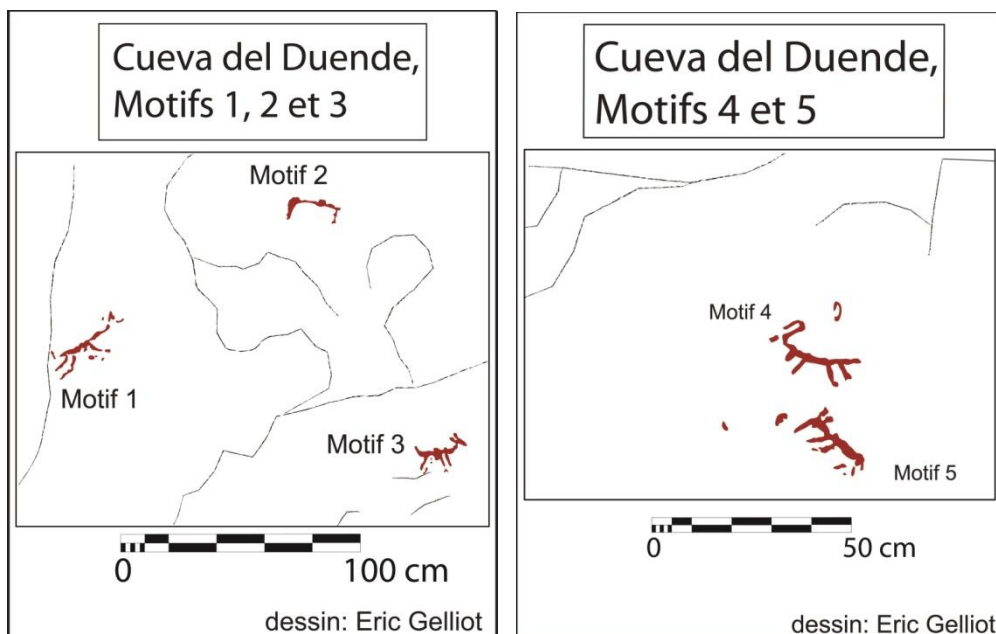 Cueva del Duende,
Motifs 1, 2 et 3
Motif 2
Motif 1
Motif 3
0 100 cm
dessin: Eric Gelliot
Cueva del Duende,
Motifs 4 et 5
Motif 4
Motif 5
0 50 cm
dessin: Eric Gelliot